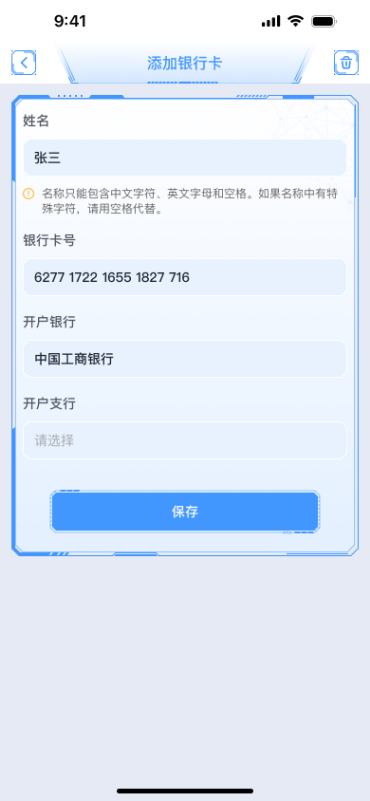 9:41
添加银行卡
姓名
张三
名称只能包含中文字符、英文字母和空格。如果名称中有特
殊字符，请用空格代替。
银行卡号
6277 1722 1655 1827 716
开户银行
中国工商银行
开户支行
请选择
保存